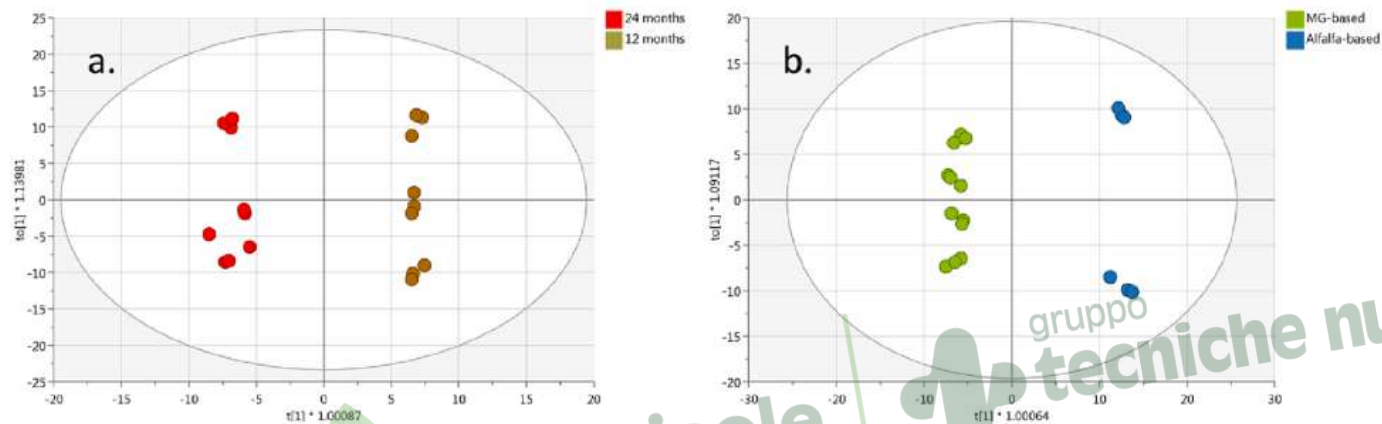 a.
25
20
15
10
5
0
-5
-10
-15
-20
-25
-20 -15 -10 -5 0 5 10 15 20
to[1] * 1.13981
t[1] * 1.00087
24 months
12 months
b.
20
15
10
5
0
-5
-10
-15
-20
-30 -20 -10 0 10 20 30
to[1] * 1.09117
t[1] * 1.00064
MG-based
Alfalfa-based
gruppo
tecniche nu